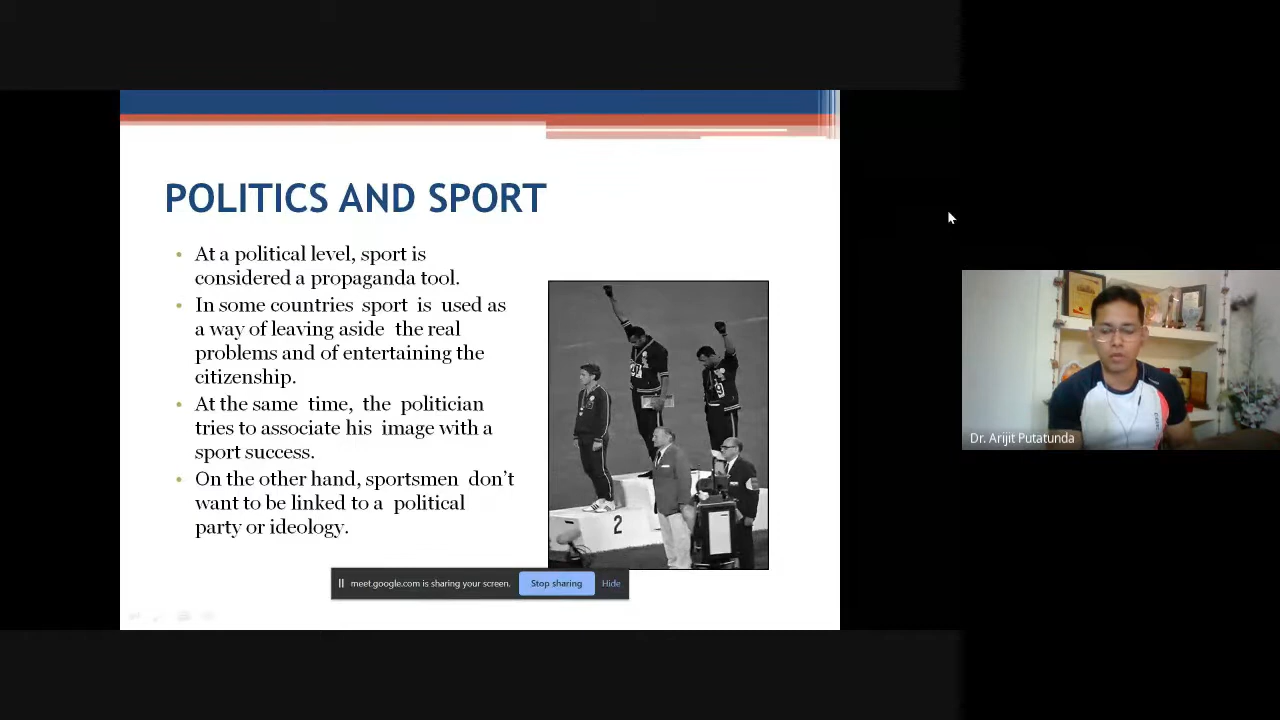 POLITICS AND SPORT
At a political level, sport is
considered a propaganda tool.
In some countries sport is used as
a way of leaving aside the real
problems and of entertaining the
citizenship.
At the same time, the politician
tries to associate his image with a
sport success.
On the other hand, sportsmen don't
want to be linked to a political
party or ideology.
2
meet.google.com is sharing your screen.
Stop sharing
Hide
Dr. Arijit Putatunda